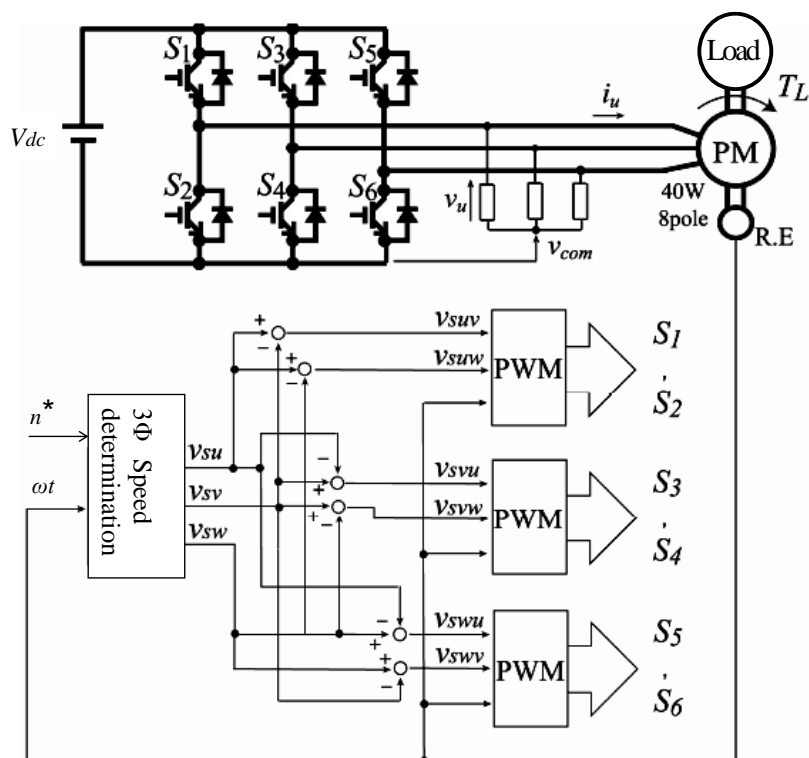 S1
S3
S5
Load
TL
iu
Vdc
PM
S2
S4
S6
vu
40W
8pole
vcom
R.E
+
−
vsuv
S1
+
−
vsuw
PWM
,
S2
n*
3Φ Speed
determination
vsu
−
+
vsvu
S3
ωt
vsv
+
−
vsvw
PWM
,
S4
vsw
−
+
vswu
S5
+
−
vswv
PWM
,
S6